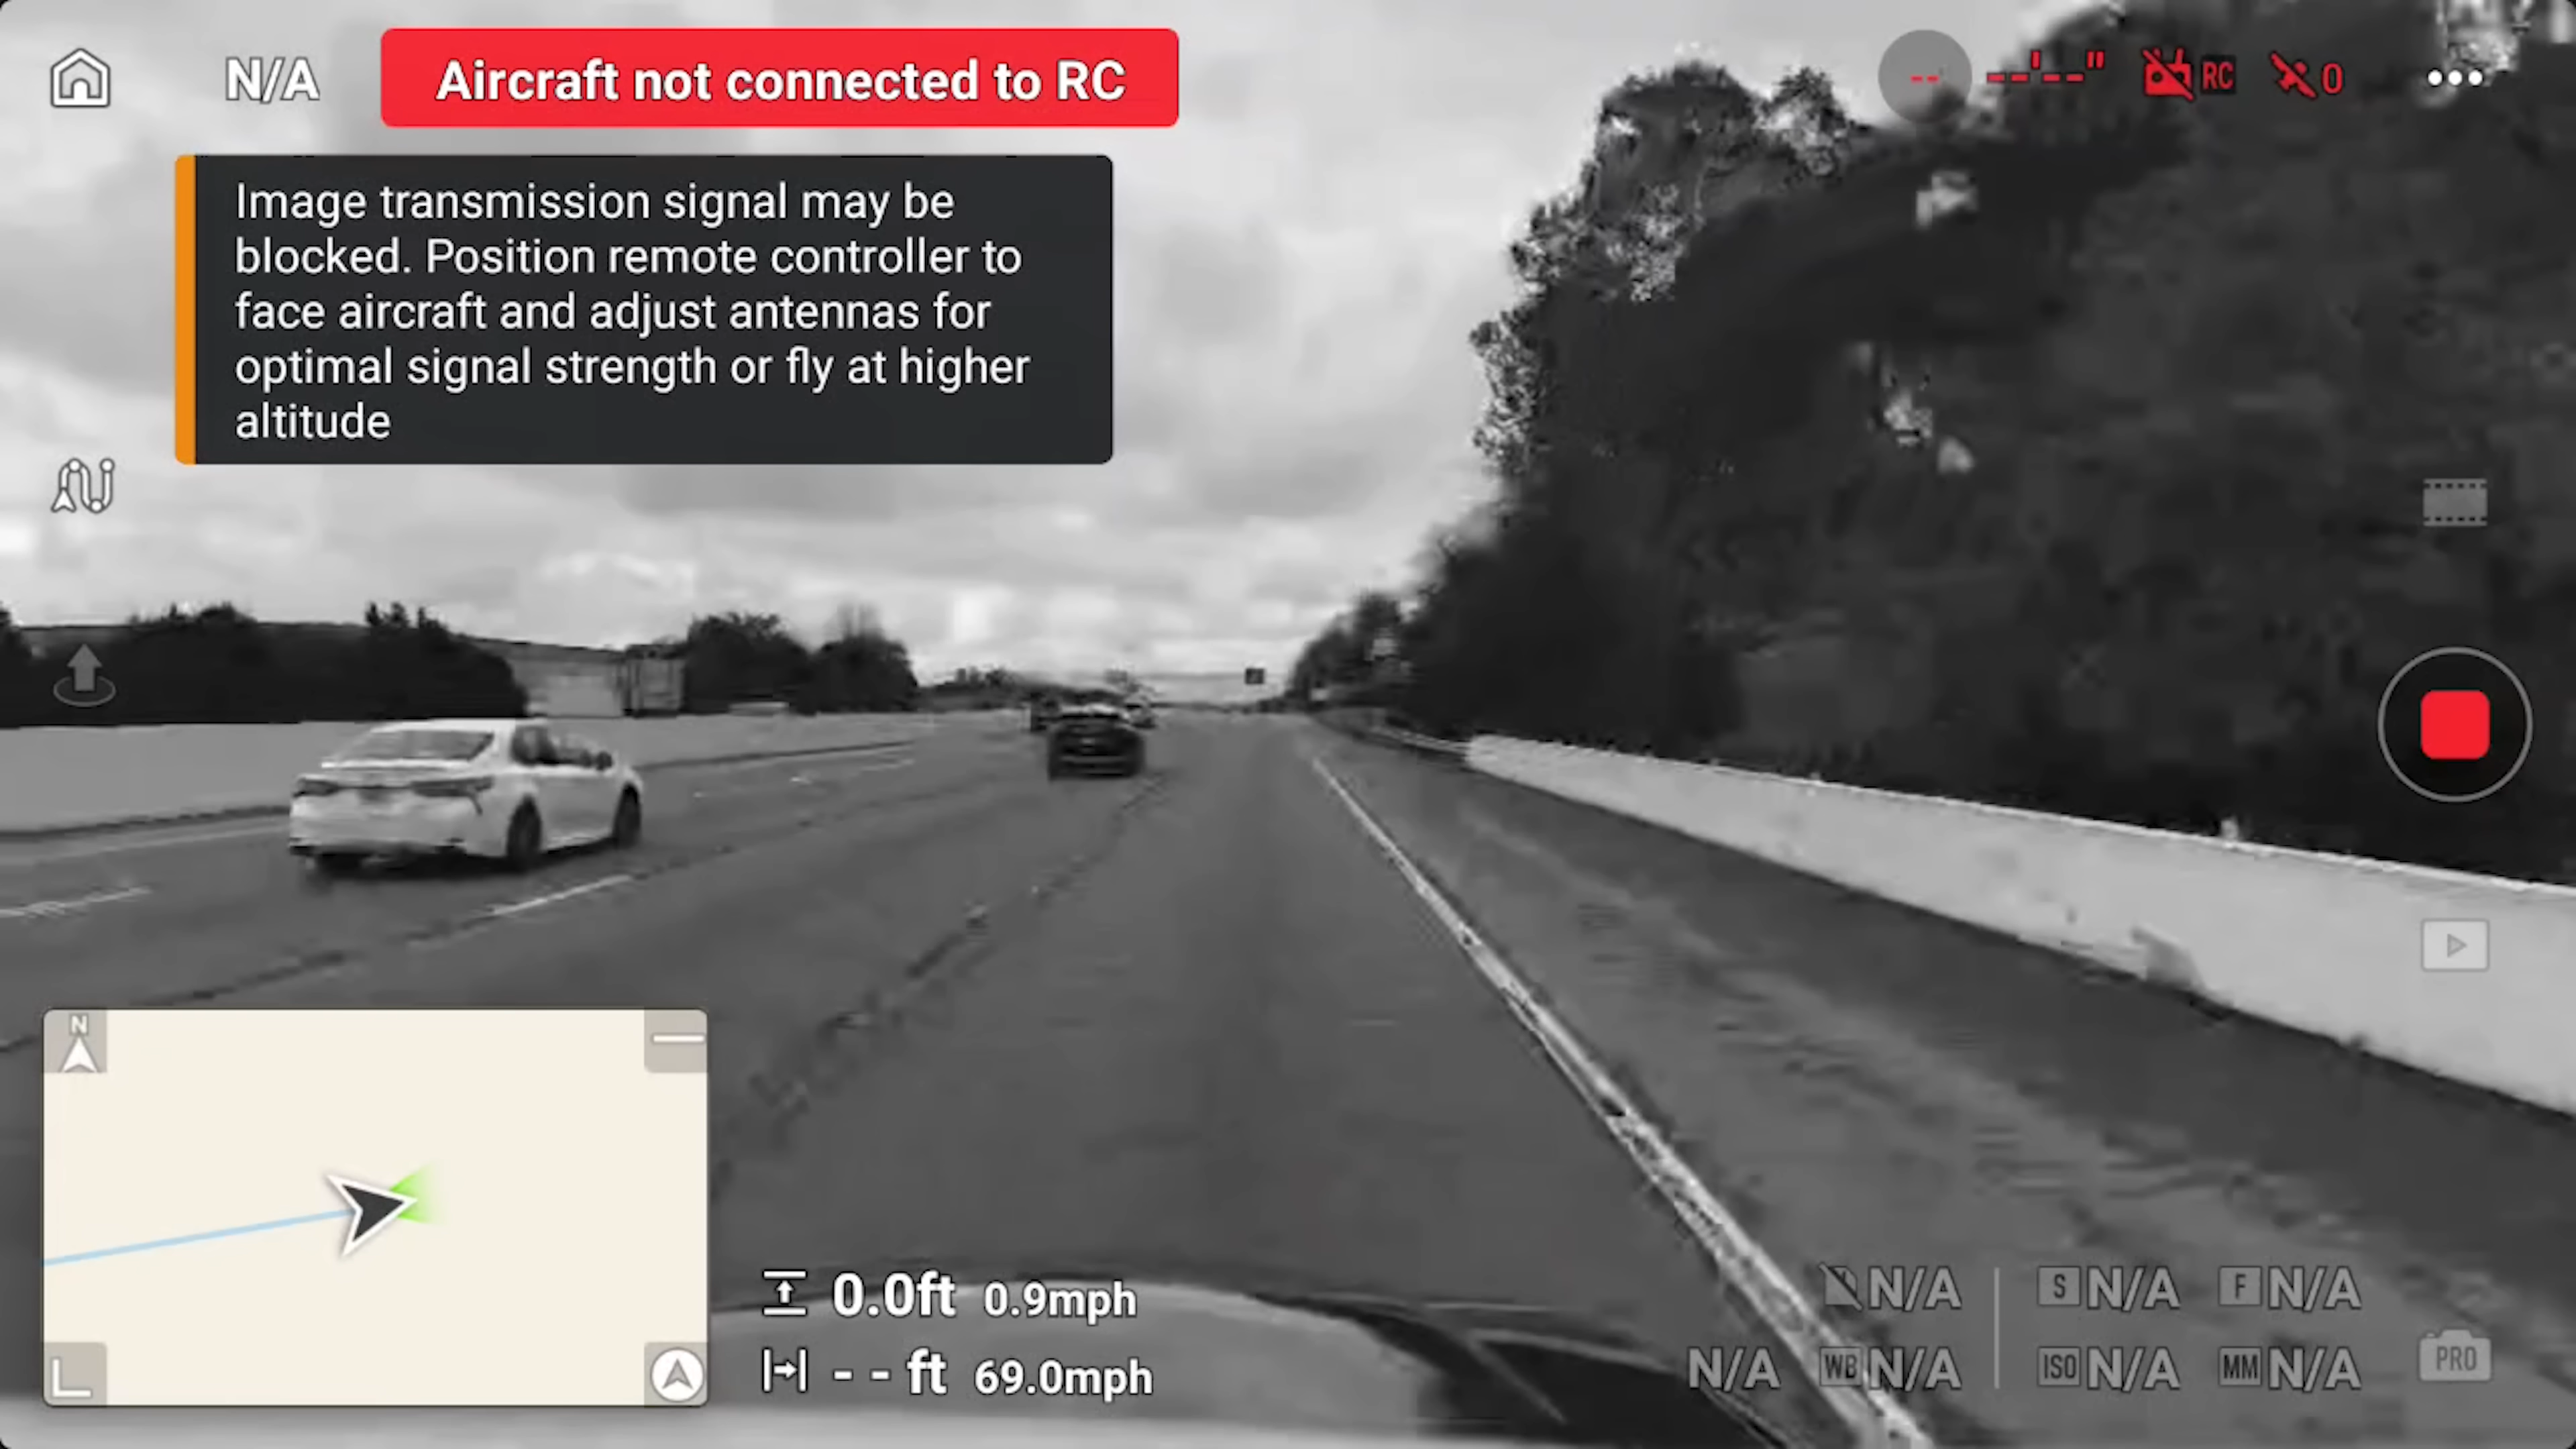 N/A
Aircraft not connected to RC
--
--'--"
RC
0
Image transmission signal may be
blocked. Position remote controller to
face aircraft and adjust antennas for
optimal signal strength or fly at higher
altitude
N
0.0ft 0.9mph
- - ft 69.0mph
N/A
S N/A
F N/A
N/A
WB N/A
ISO N/A
MM N/A
PRO